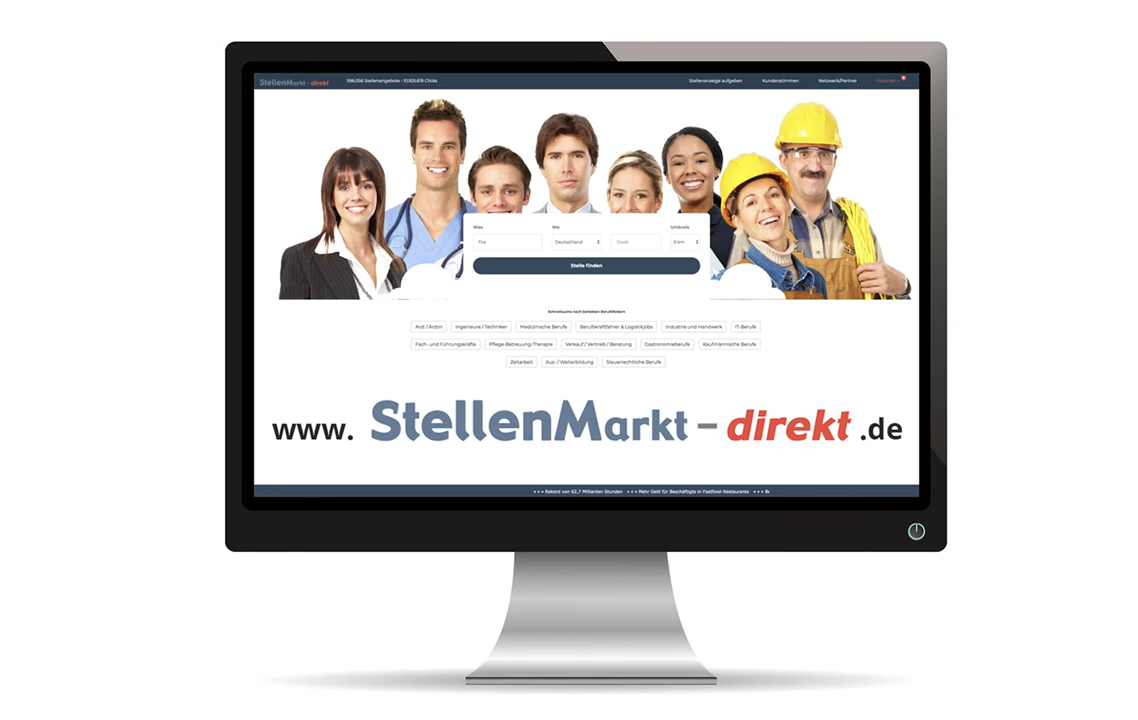 StellenMarkt - direkt
596.056 Stellenangebote • 10.925.619 Clicks
Stellenanzeige aufgeben
Kundenstimmen
Netzwerk/Partner
Was
Wo
Umkreis
Deutschland
Stadt
0 km
Stelle finden
Schnellsuche nach beliebten Berufsfeldern
Arzt / Ärztin Ingenieure / Techniker Medizinische Berufe Berufskraftfahrer & Logistikjobs Industrie und Handwerk IT-Berufe
Fach- und Führungskräfte Pflege-Betreuung-Therapie Verkauf / Vertrieb / Beratung Gastronomieberufe Kaufmännische Berufe
Zeitarbeit Aus- / Weiterbildung Steuerrechtliche Berufe
www. StellenMarkt - direkt .de
• • • Rekord von 62,7 Milliarden Stunden • • • Mehr Geld für Beschäftigte in Fastfood-Restaurants • • •